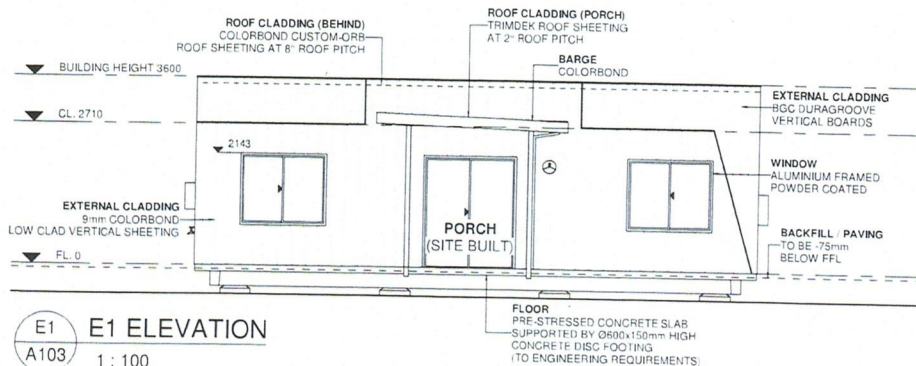 ROOF CLADDING (BEHIND)
COLORBOND CUSTOM-ORB
ROOF SHEETING AT 8° ROOF PITCH
ROOF CLADDING (PORCH)
TRIMDEK ROOF SHEETING
AT 2° ROOF PITCH
BARGE
COLORBOND
BUILDING HEIGHT 3600
EXTERNAL CLADDING
BGC DURAGROOVE
VERTICAL BOARDS
CL. 2710
2143
WINDOW
ALUMINIUM FRAMED
POWDER COATED
EXTERNAL CLADDING
9mm COLORBOND
LOW CLAD VERTICAL SHEETING
PORCH
(SITE BUILT)
BACKFILL / PAVING
TO BE -75mm
BELOW FFL
FL. 0
FLOOR
PRE-STRESSED CONCRETE SLAB
SUPPORTED BY Ø600x150mm HIGH
CONCRETE DISC FOOTING
(TO ENGINEERING REQUIREMENTS)
E1
A103
E1 ELEVATION
1 : 100